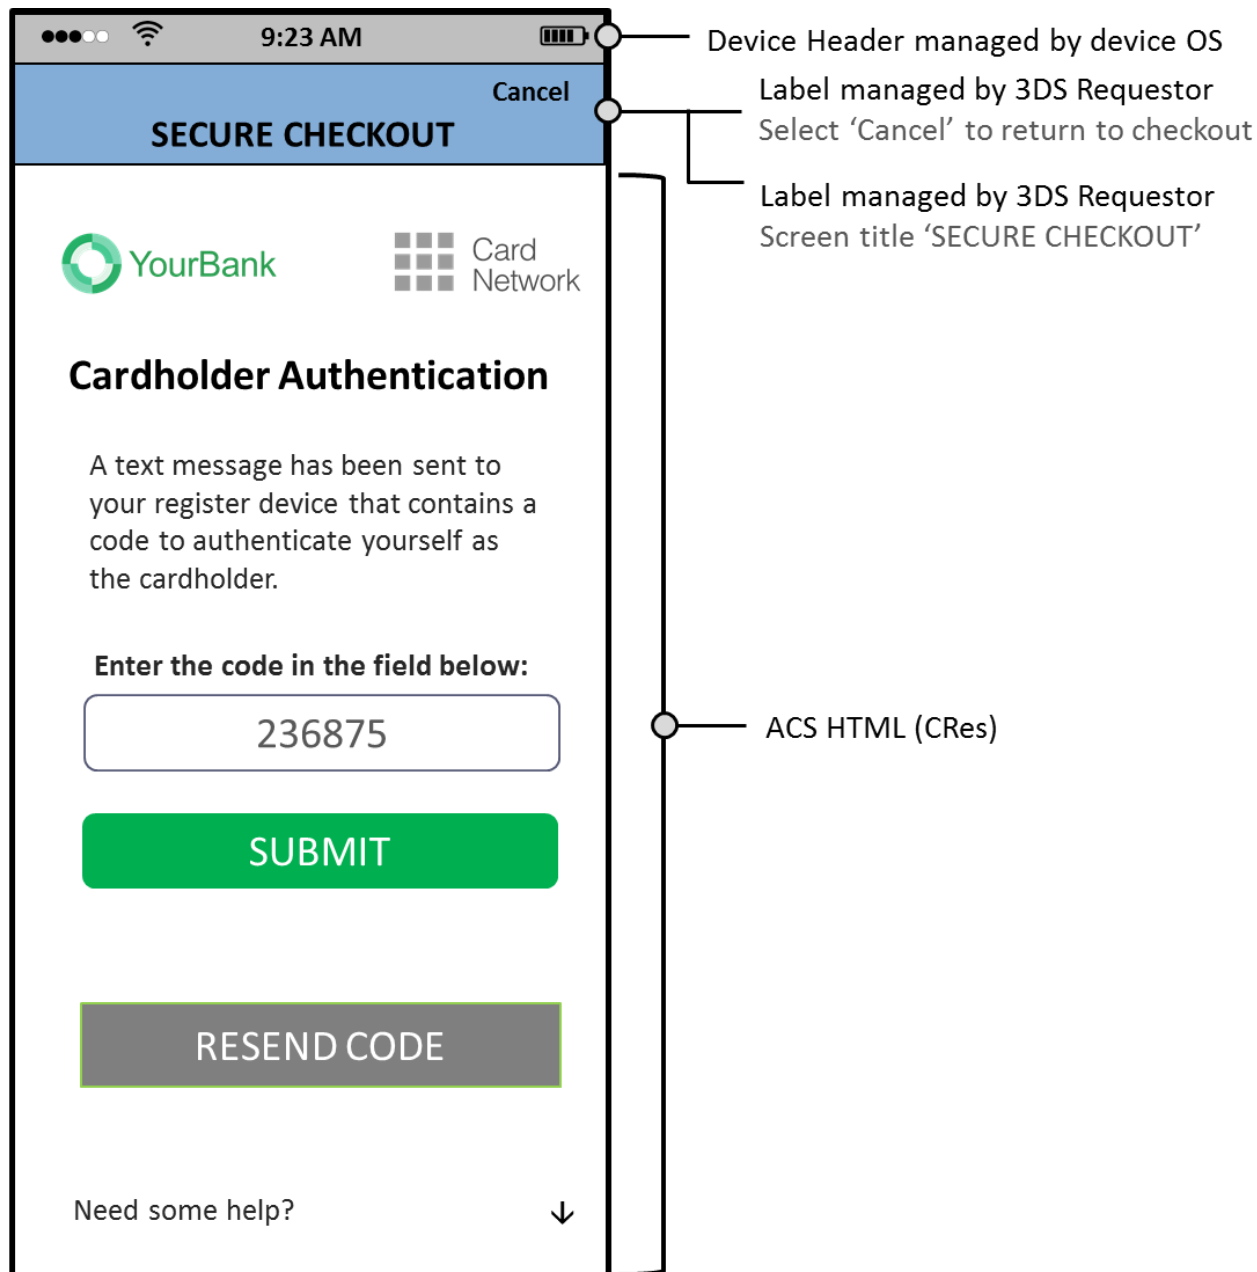 9:23 AM
Device Header managed by device OS
Cancel
SECURE CHECKOUT
Label managed by 3DS Requestor
Select ‘Cancel’ to return to checkout
Label managed by 3DS Requestor
Screen title ‘SECURE CHECKOUT’
YourBank
Card
Network
Cardholder Authentication
A text message has been sent to
your register device that contains a
code to authenticate yourself as
the cardholder.
Enter the code in the field below:
236875
ACS HTML (CRes)
SUBMIT
RESEND CODE
Need some help?